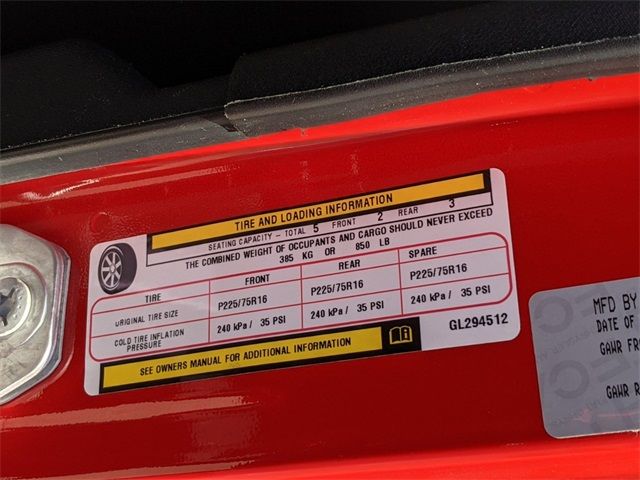 TIRE AND LOADING INFORMATION
SEATING CAPACITY - TOTAL 5 FRONT 2 REAR 3
THE COMBINED WEIGHT OF OCCUPANTS AND CARGO SHOULD NEVER EXCEED
385 KG OR 850 LB
TIRE FRONT REAR SPARE
ORIGINAL TIRE SIZE P225/75R16 P225/75R16 P225/75R16
COLD TIRE INFLATION PRESSURE 240 kPa / 35 PSI 240 kPa / 35 PSI 240 kPa / 35 PSI
SEE OWNERS MANUAL FOR ADDITIONAL INFORMATION
GL294512
MFD BY
DATE OF
GAWR
GAWR